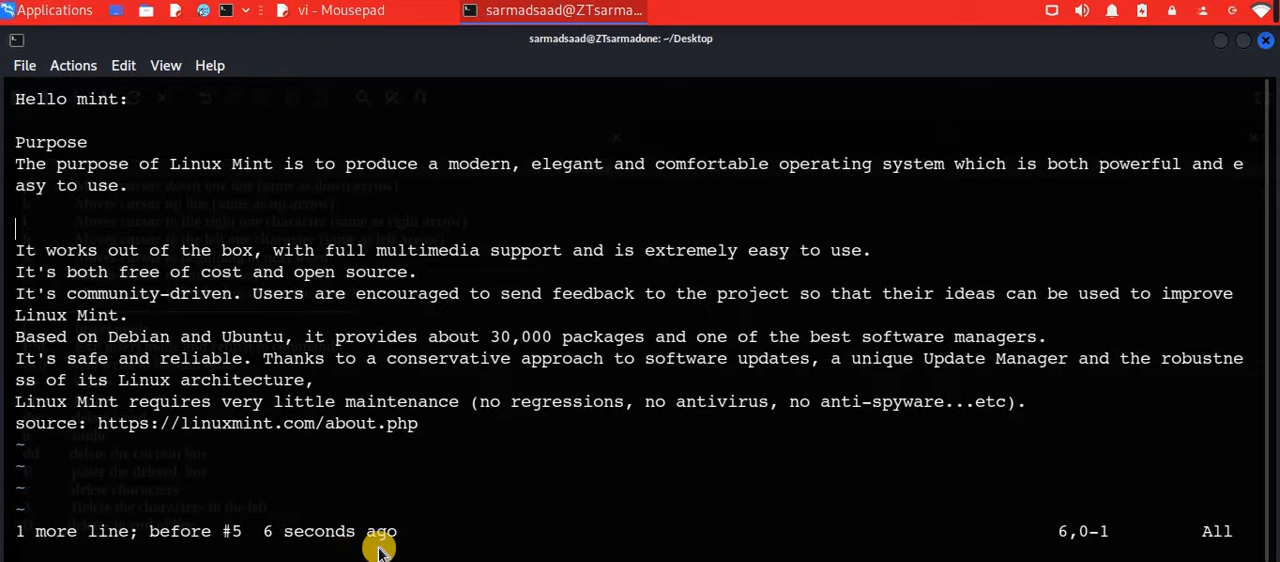 Applications
vi - Mousepad
sarmadsaad@ZTsarma...
sarmadsaad@ZTsarmadone: ~/Desktop
File Actions Edit View Help
Hello mint:
Purpose
The purpose of Linux Mint is to produce a modern, elegant and comfortable operating system which is both powerful and e
asy to use.
It works out of the box, with full multimedia support and is extremely easy to use.
It's both free of cost and open source.
It's community-driven. Users are encouraged to send feedback to the project so that their ideas can be used to improve
Linux Mint.
Based on Debian and Ubuntu, it provides about 30,000 packages and one of the best software managers.
It's safe and reliable. Thanks to a conservative approach to software updates, a unique Update Manager and the robustne
ss of its Linux architecture,
Linux Mint requires very little maintenance (no regressions, no antivirus, no anti-spyware...etc).
source: https://linuxmint.com/about.php
~
~
~
~
1 more line; before #5  6 seconds ago 6,0-1 All